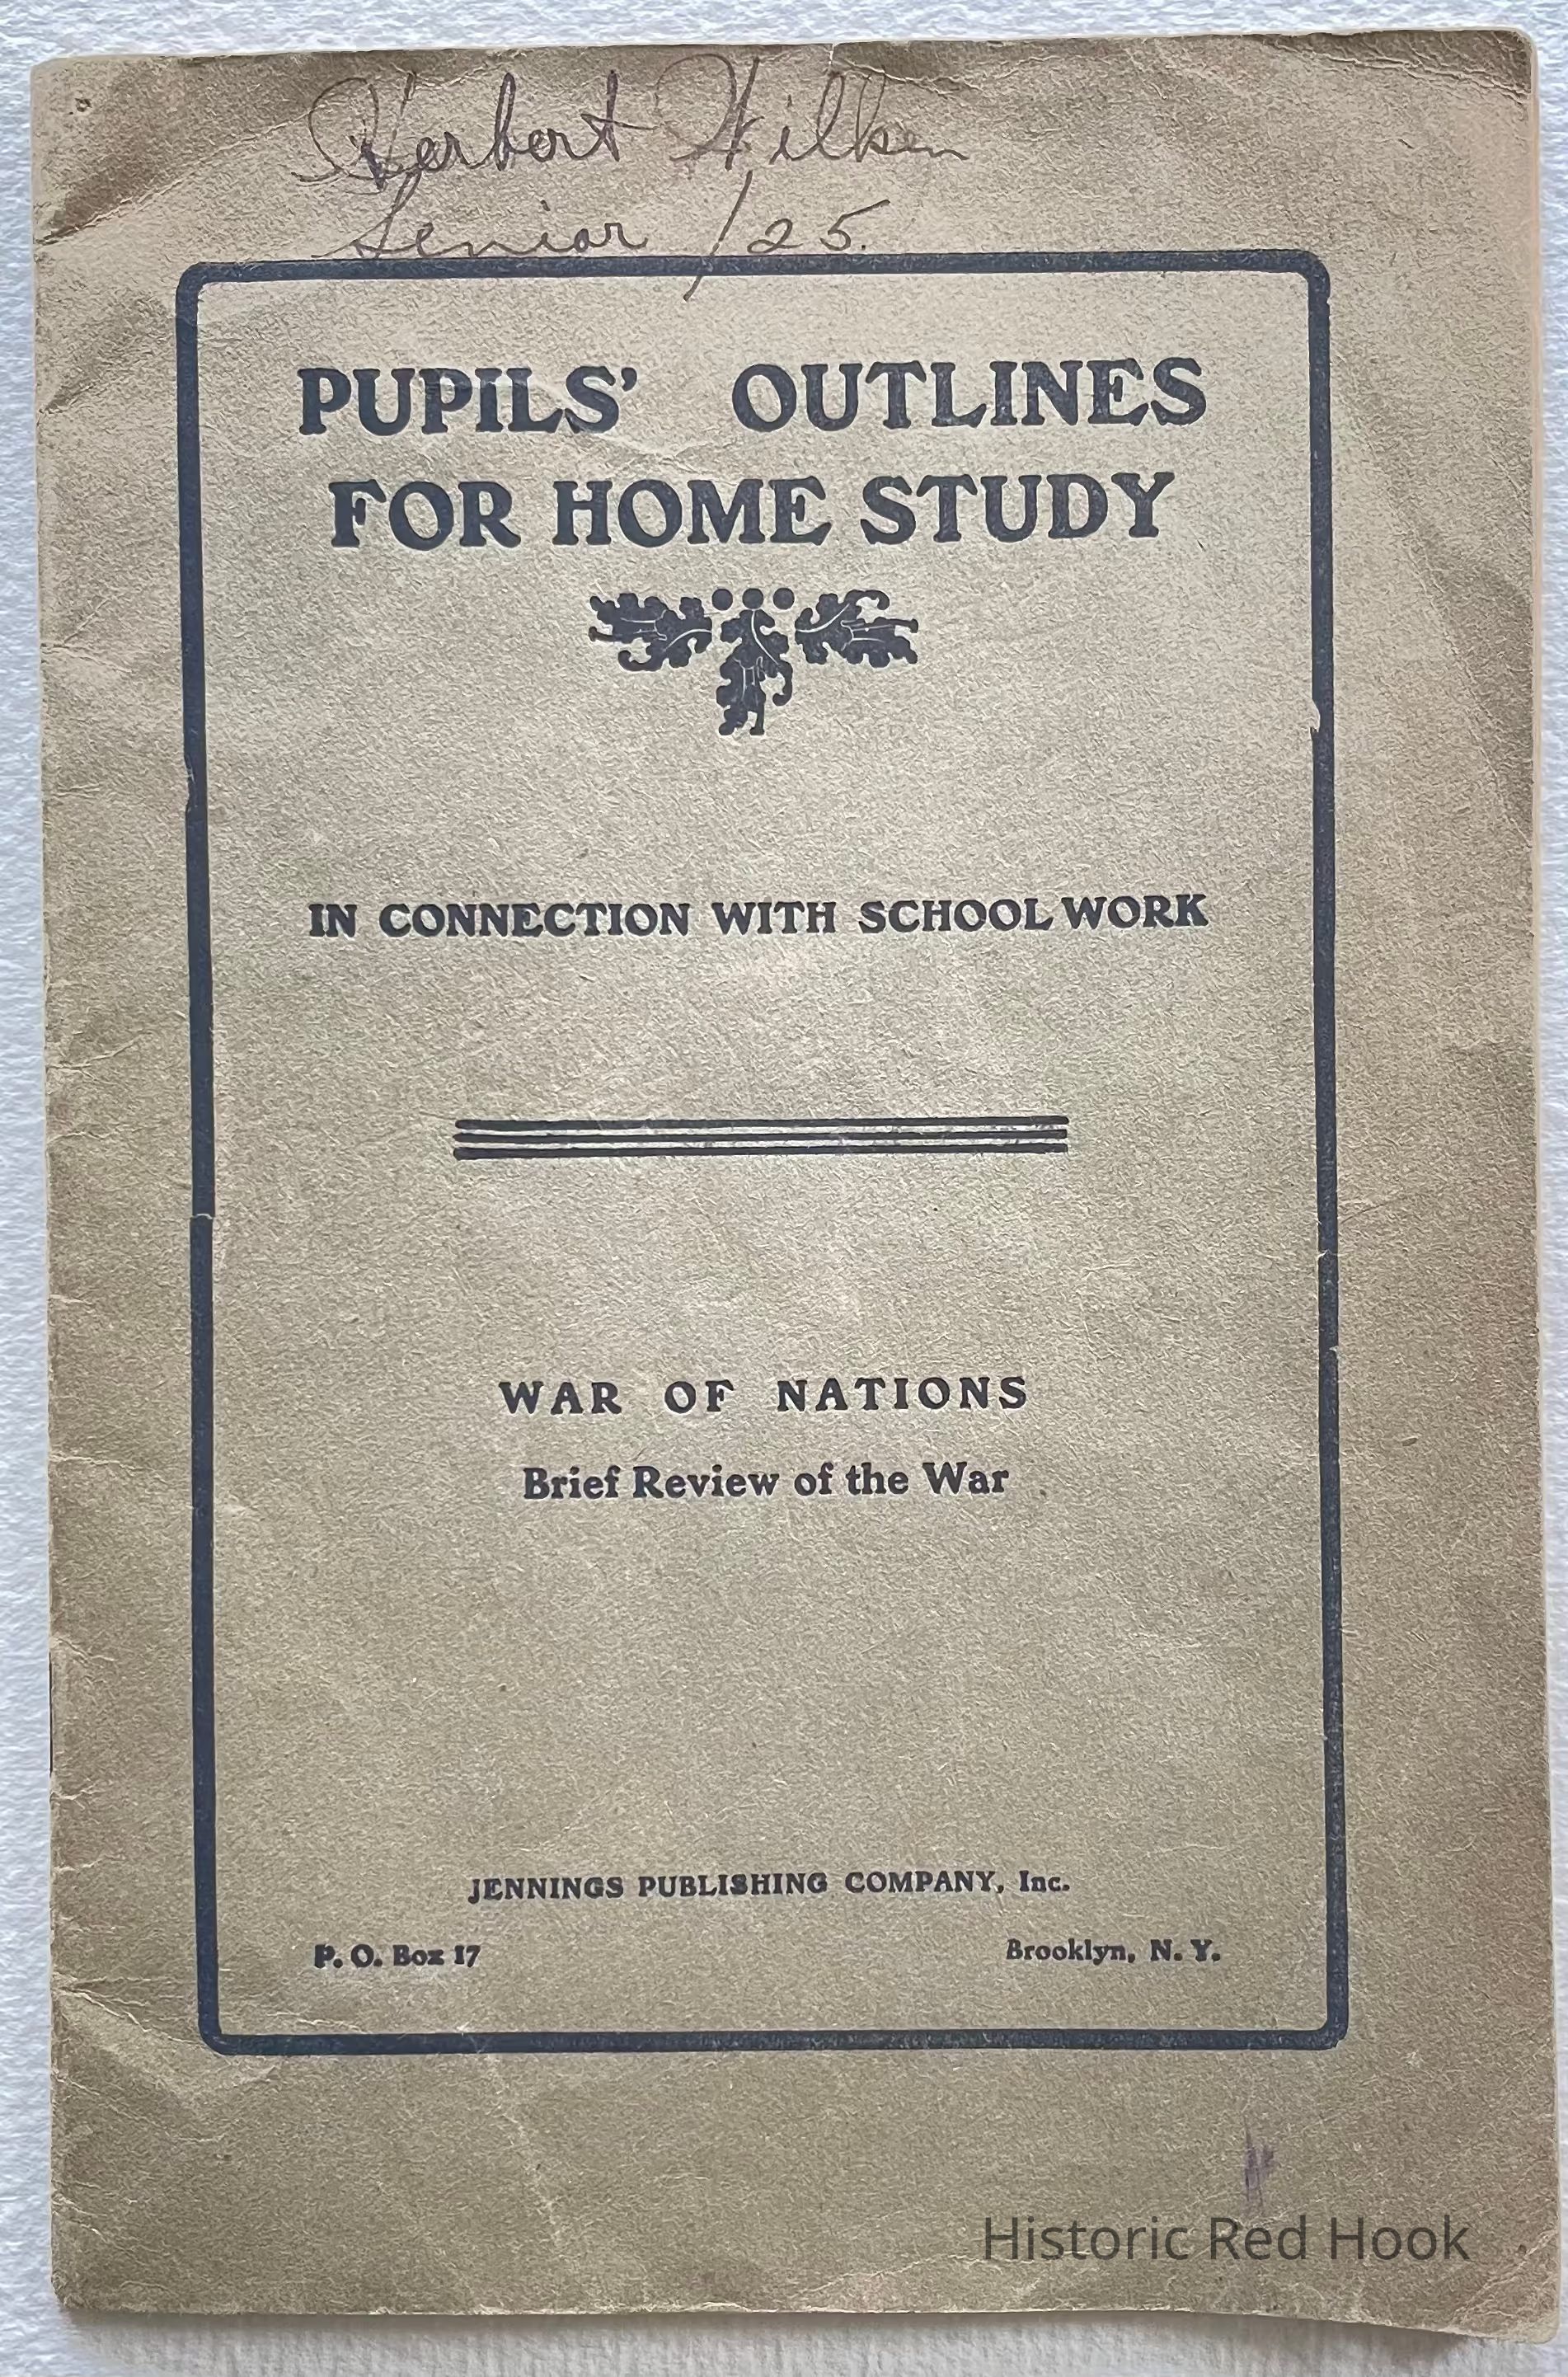 Herbert Wilken
Senior /25.
PUPILS' OUTLINES
FOR HOME STUDY
IN CONNECTION WITH SCHOOL WORK
WAR OF NATIONS
Brief Review of the War
JENNINGS PUBLISHING COMPANY, Inc.
P. O. Box 17 Brooklyn, N. Y.
Historic Red Hook